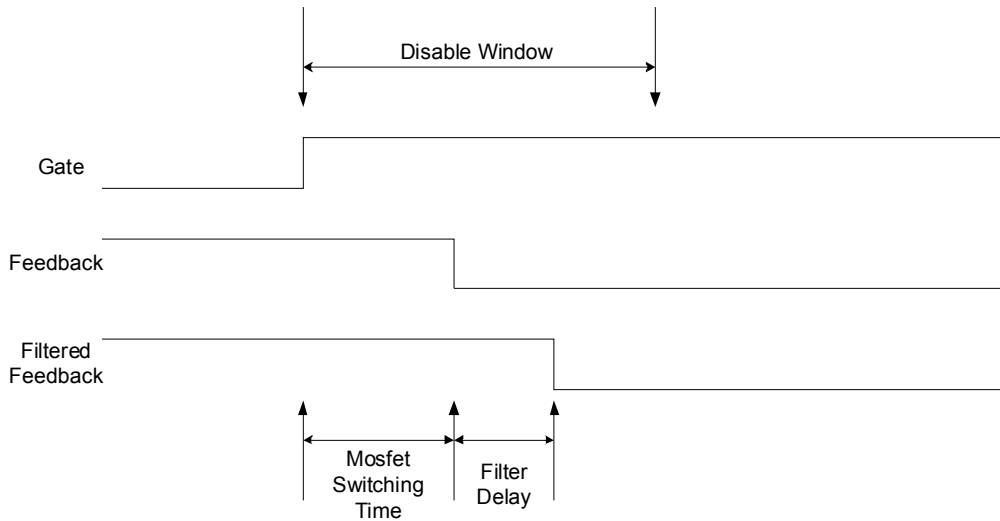 Disable Window
Gate
Feedback
Filtered
Feedback
Mosfet
Switching
Time
Filter
Delay